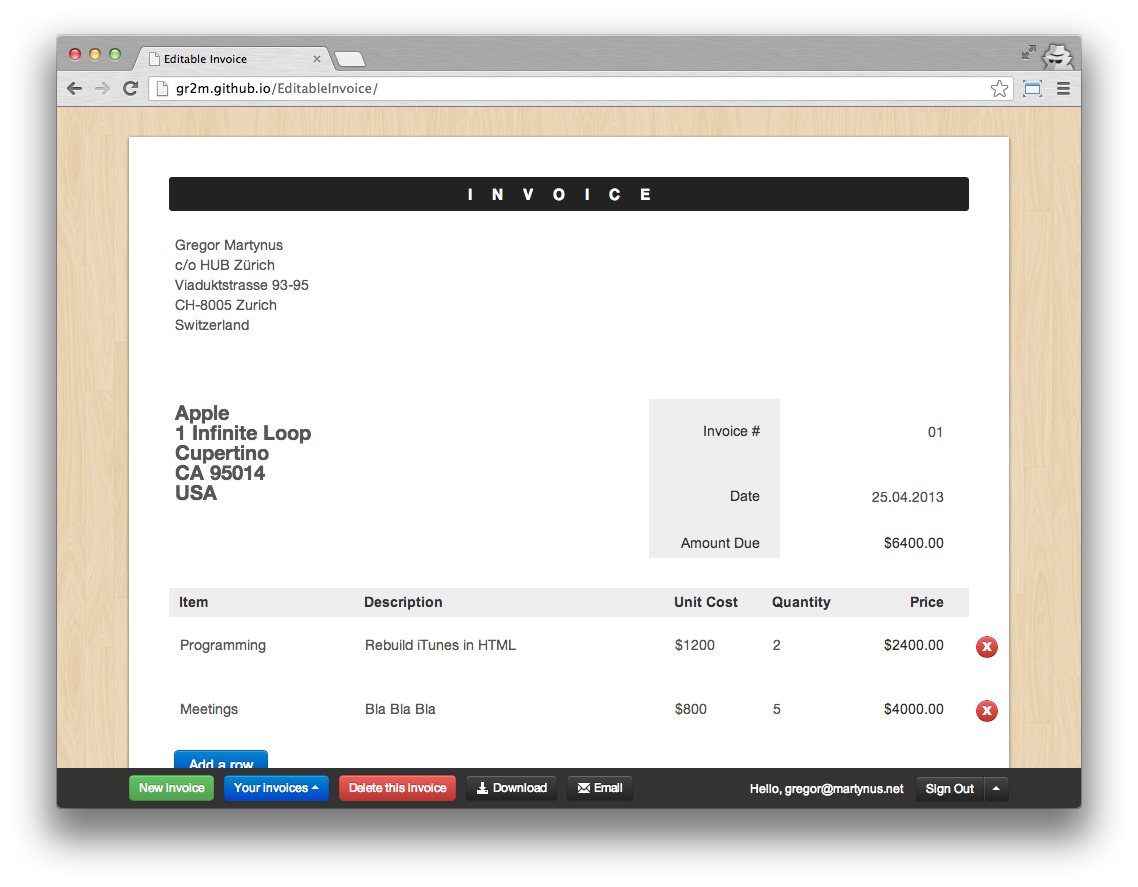 Editable Invoice
gr2m.github.io/EditableInvoice/
INVOICE
Gregor Martynus
c/o HUB Zürich
Viaduktstrasse 93-95
CH-8005 Zurich
Switzerland
Apple
1 Infinite Loop
Cupertino
CA 95014
USA
Invoice # 01
Date 25.04.2013
Amount Due $6400.00
Item Description Unit Cost Quantity Price
Programming Rebuild iTunes in HTML $1200 2 $2400.00
Meetings Bla Bla Bla $800 5 $4000.00
Add a row
New invoice Your invoices Delete this invoice Download Email Hello, gregor@martynus.net Sign Out